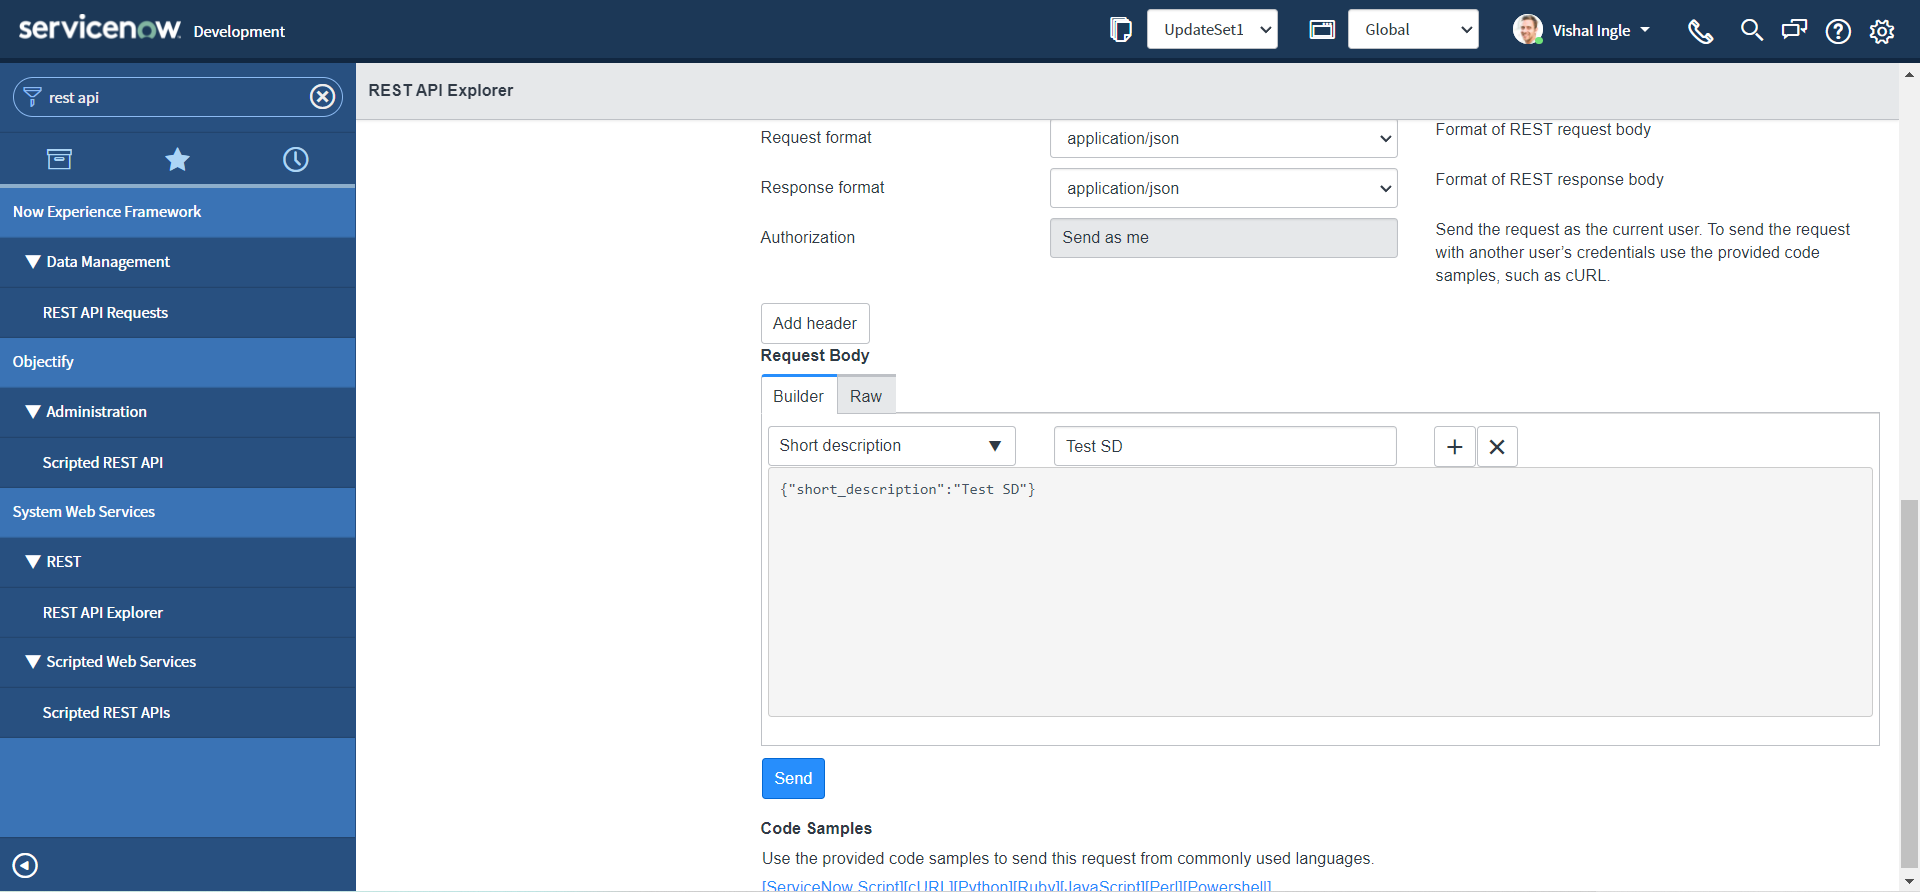 servicenow. Development
UpdateSet1
Global
Vishal Ingle
rest api
Now Experience Framework
Data Management
REST API Requests
Objectify
Administration
Scripted REST API
System Web Services
REST
REST API Explorer
Scripted Web Services
Scripted REST APIs
REST API Explorer
Request format application/json Format of REST request body
Response format application/json Format of REST response body
Authorization Send as me Send the request as the current user. To send the request
with another user’s credentials use the provided code
samples, such as cURL.
Add header
Request Body
Builder Raw
Short description Test SD
{"short_description":"Test SD"}
Send
Code Samples
Use the provided code samples to send this request from commonly used languages.
[ServiceNow Script][cURL][Python][Ruby][JavaScript][Perl][Powershell]